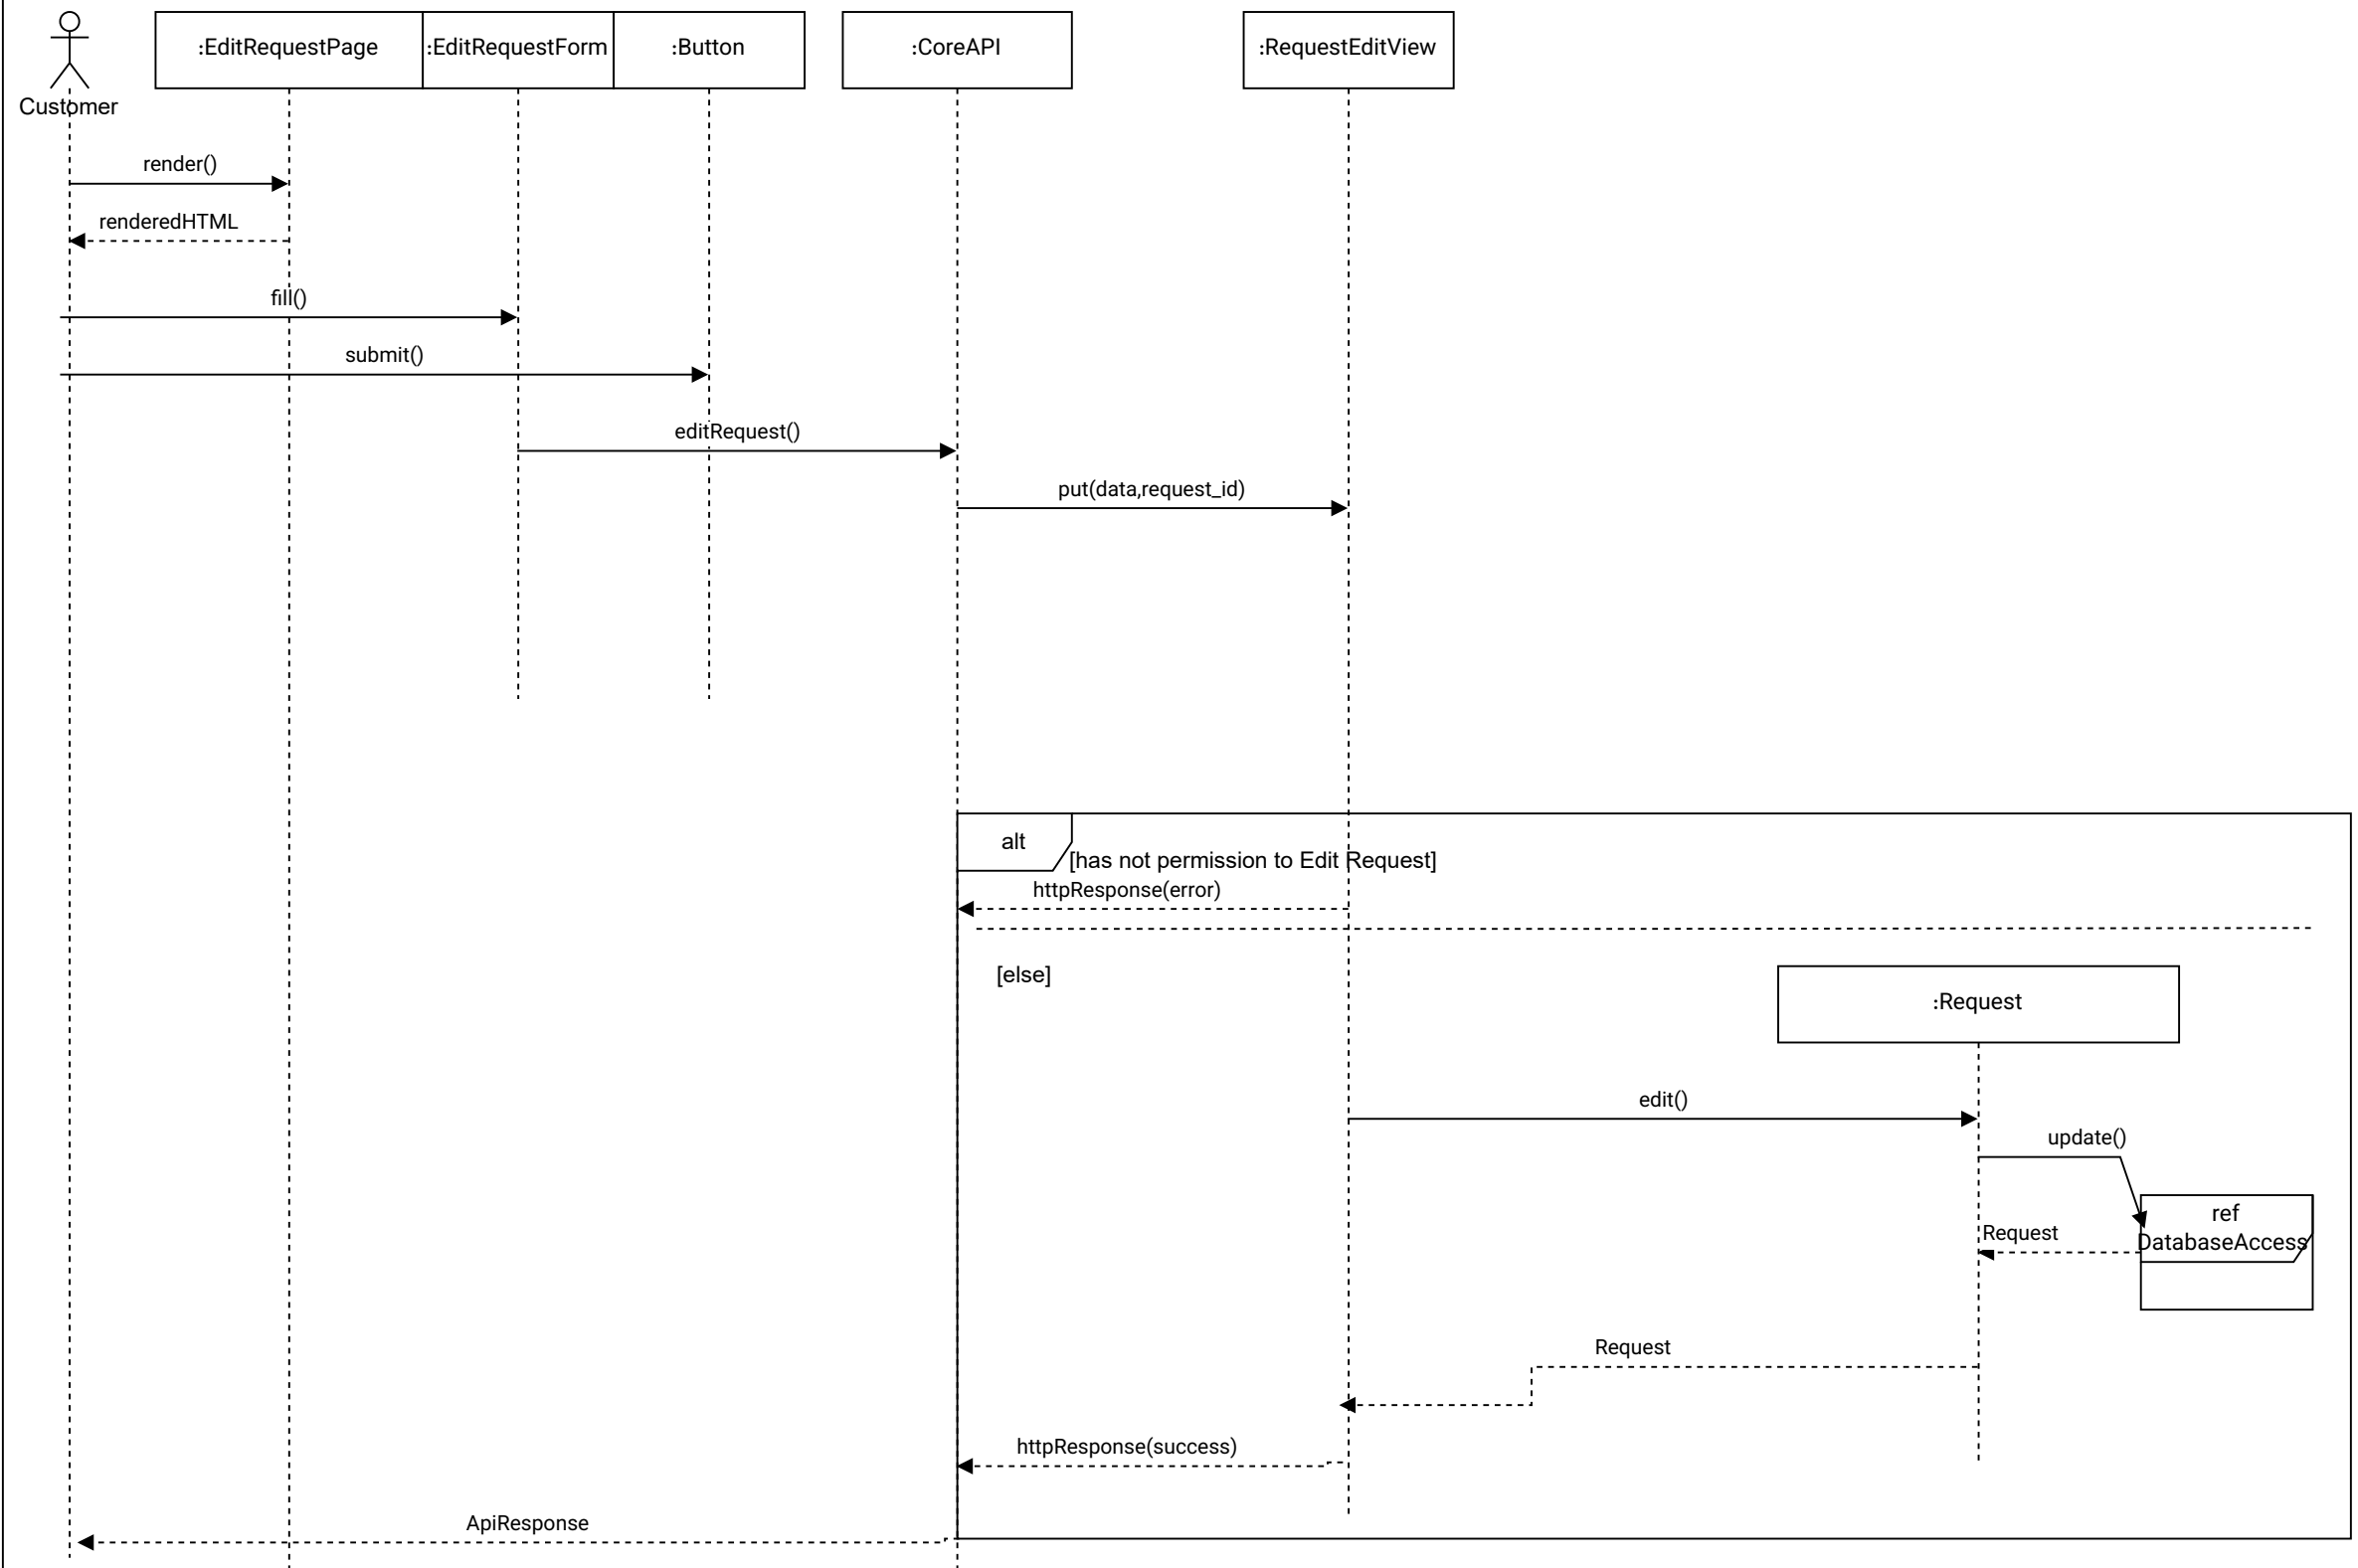 :EditRequestPage
:EditRequestForm
:Button
:CoreAPI
:RequestEditView
Customer
render()
renderedHTML
fill()
submit()
editRequest()
put(data,request_id)
alt
[has not permission to Edit Request]
httpResponse(error)
[else]
:Request
edit()
update()
ref
DatabaseAccess
Request
Request
httpResponse(success)
ApiResponse